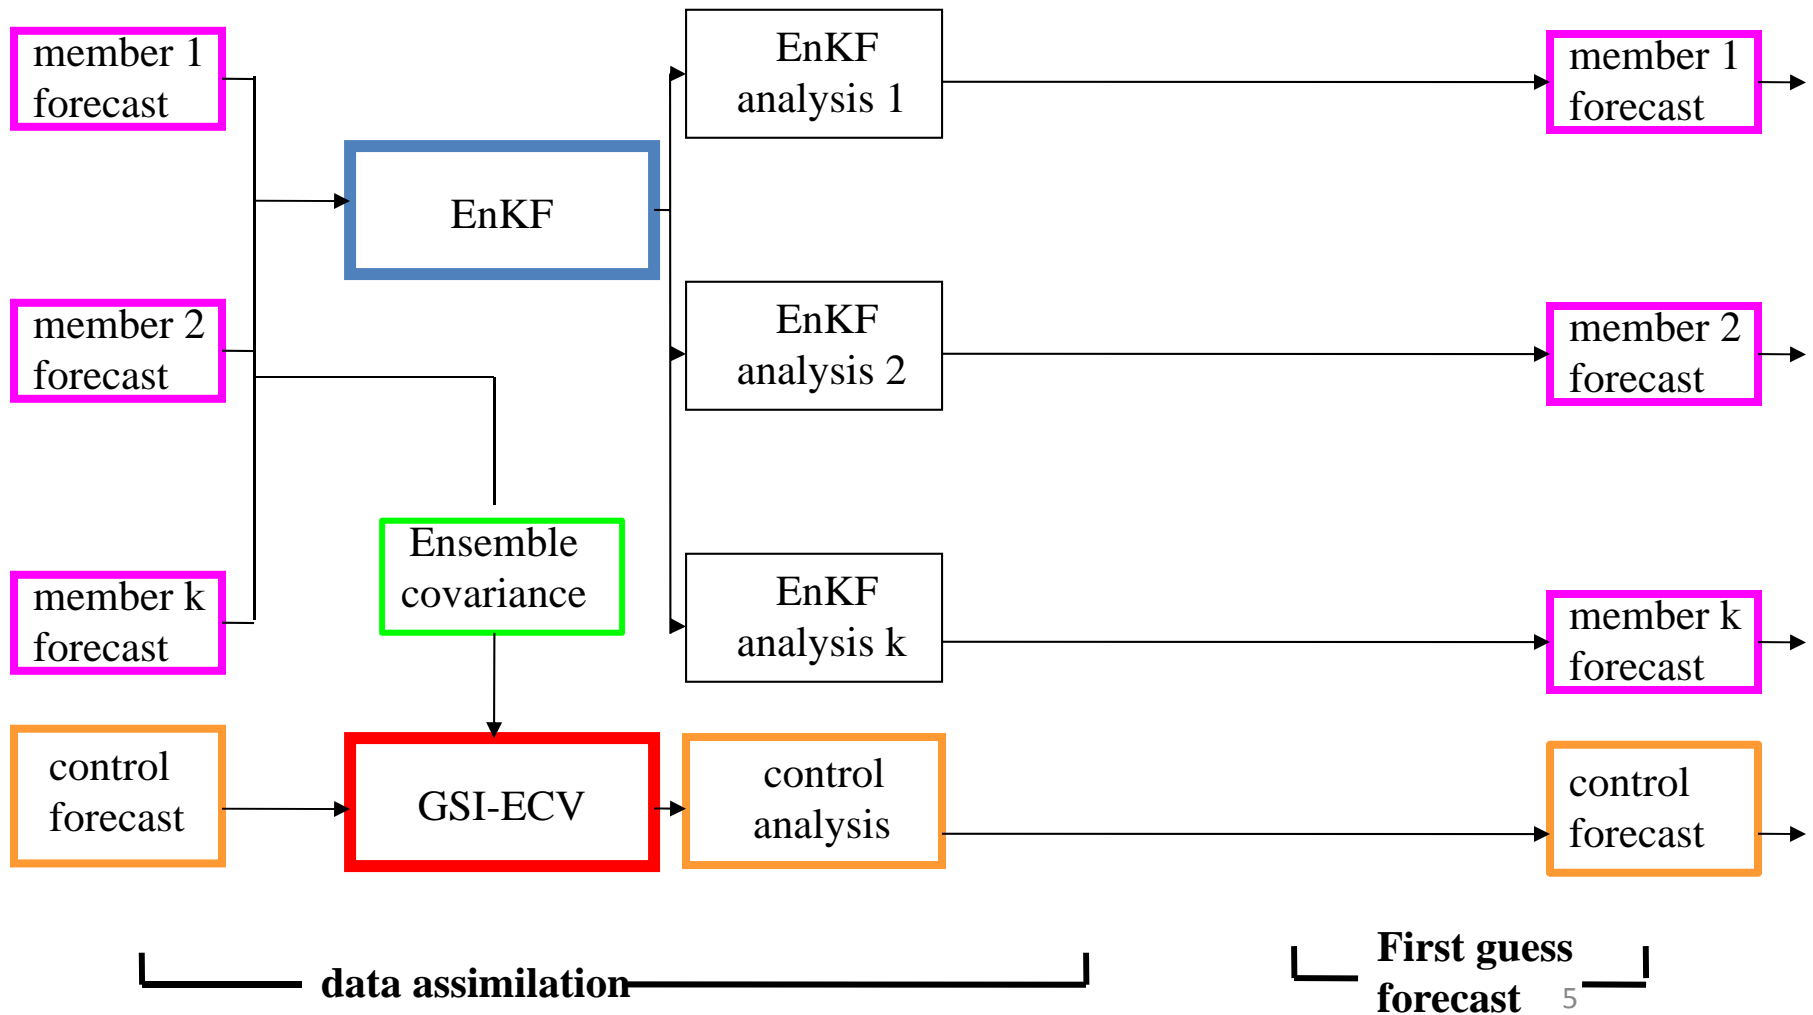 member 1
forecast
EnKF
analysis 1
member 1
forecast
EnKF
member 2
forecast
EnKF
analysis 2
member 2
forecast
Ensemble
covariance
member k
forecast
EnKF
analysis k
member k
forecast
control
forecast
GSI-ECV
control
analysis
control
forecast
data assimilation
First guess
forecast
5